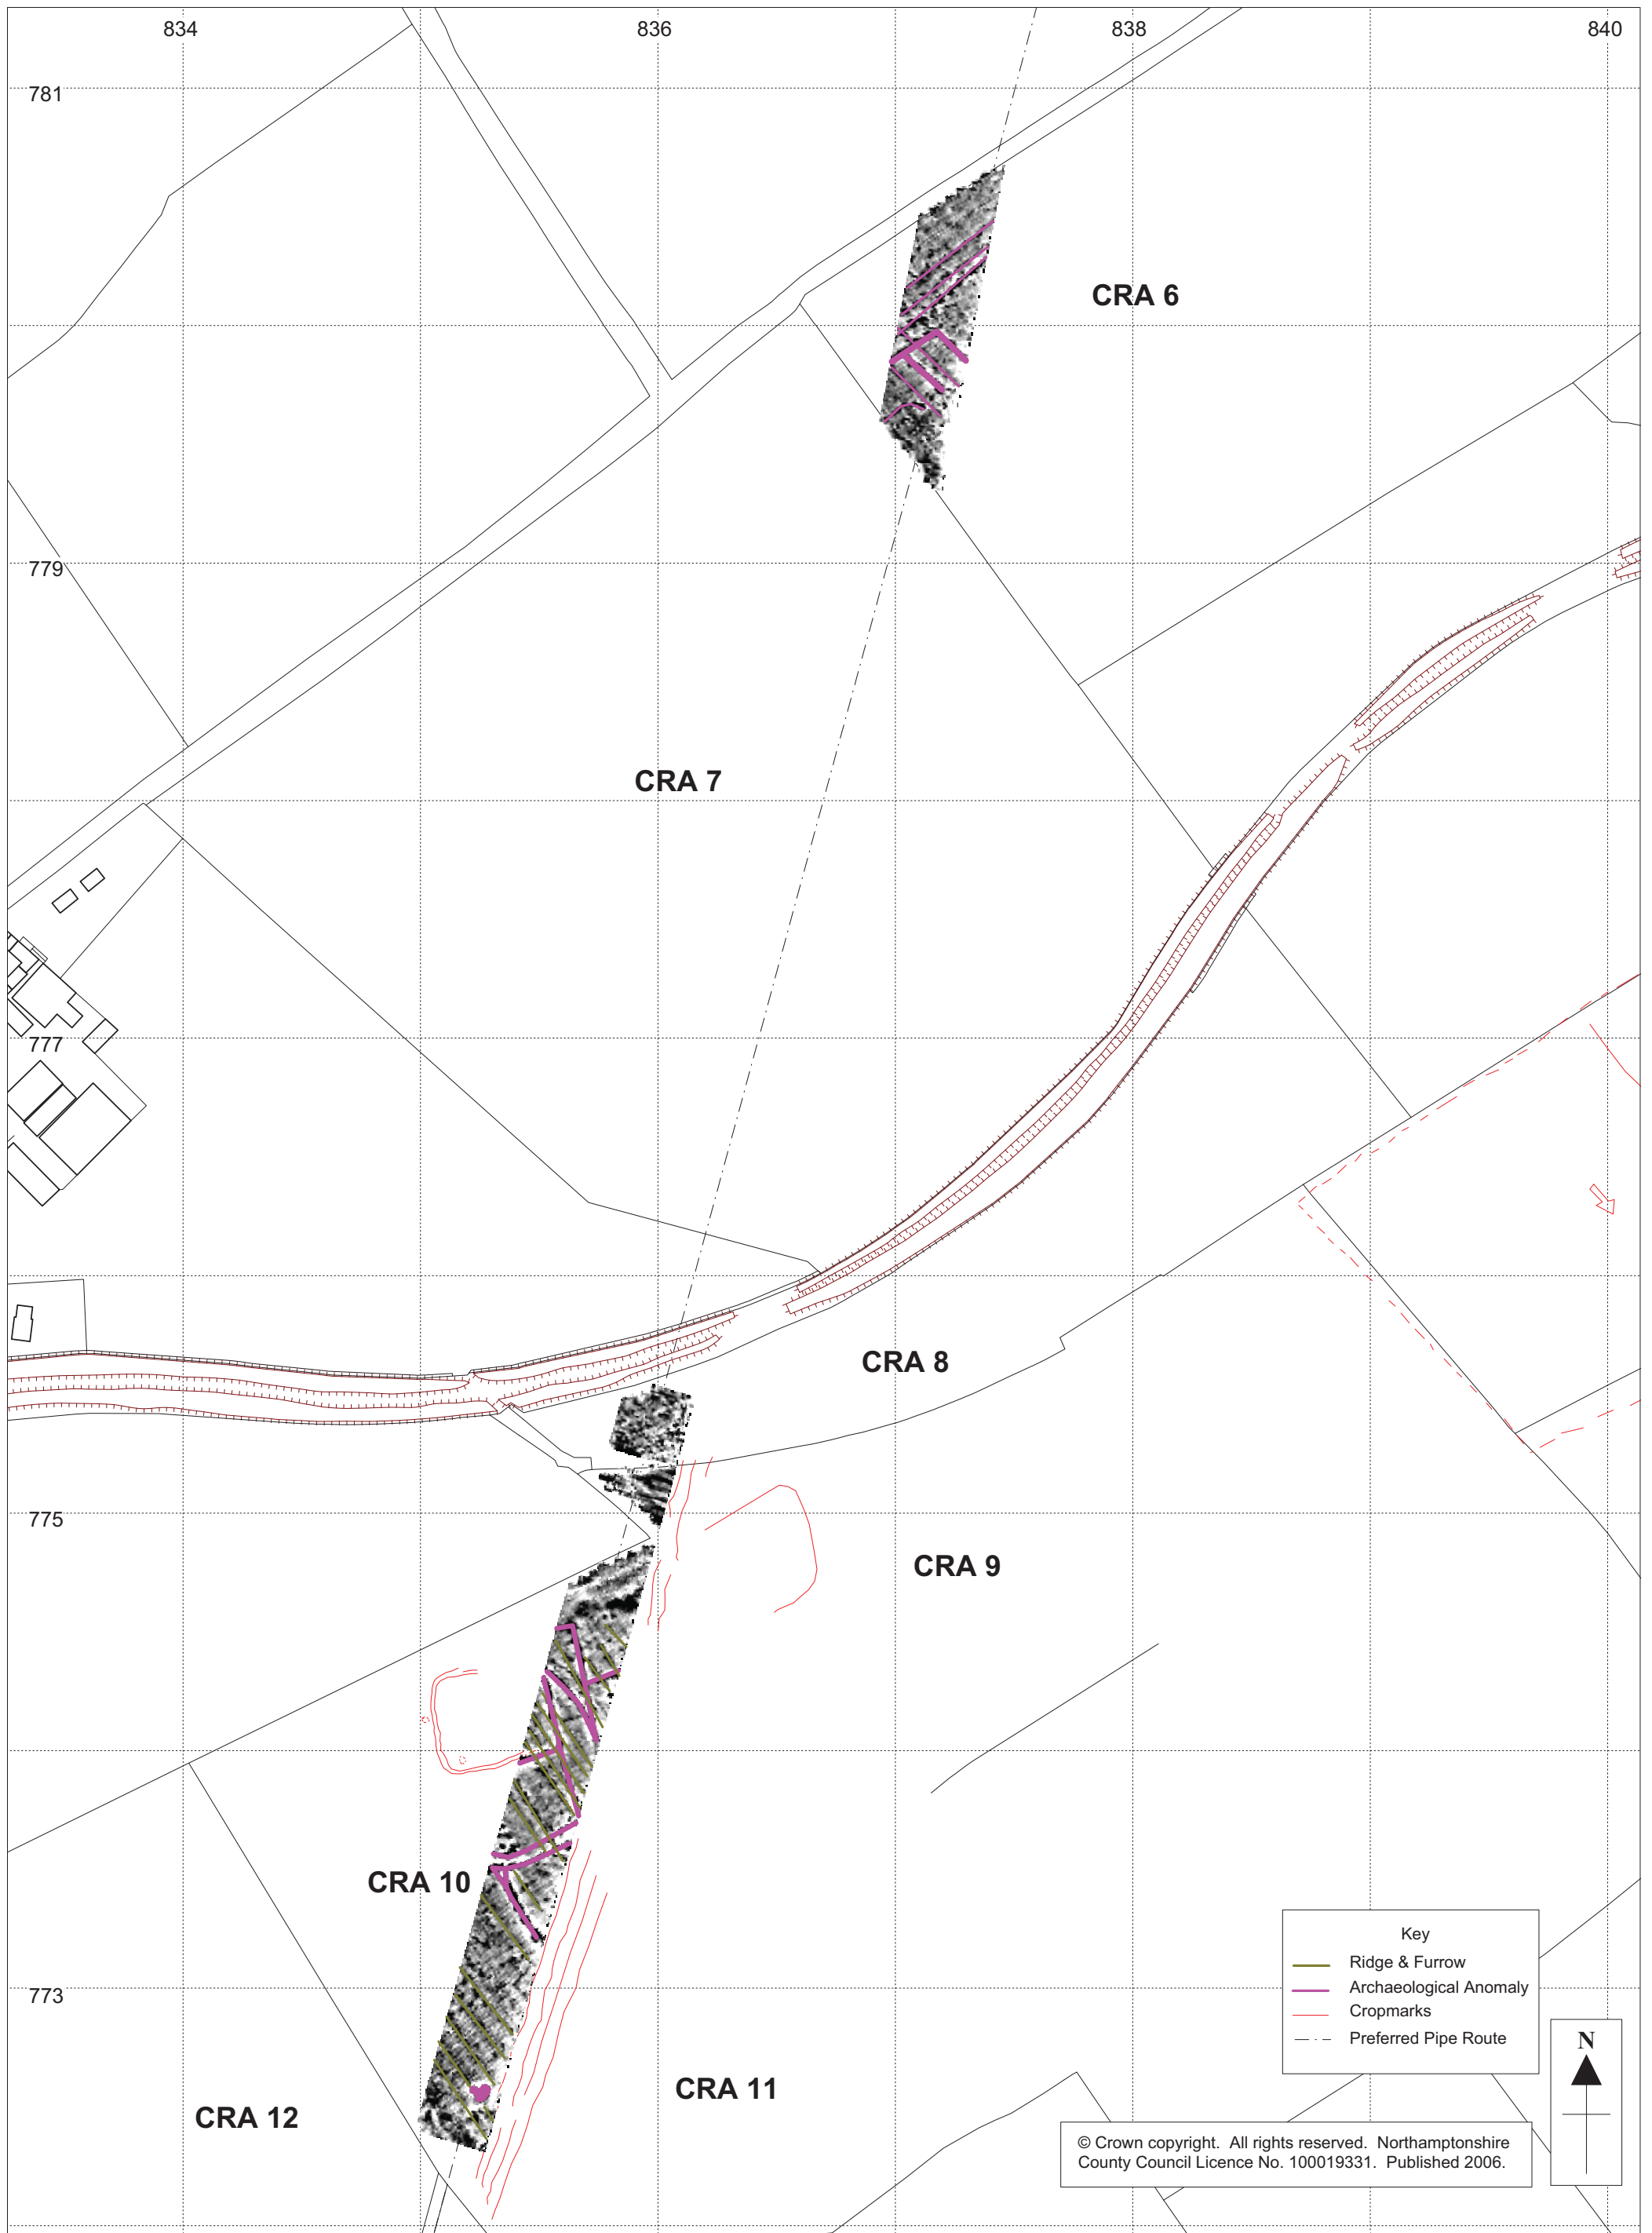 834
836
838
840
781
CRA 6
779
CRA 7
777
CRA 8
775
CRA 9
CRA 10
773
CRA 11
CRA 12
Key
Ridge & Furrow
Archaeological Anomaly
Cropmarks
Preferred Pipe Route
N
© Crown copyright. All rights reserved. Northamptonshire
County Council Licence No. 100019331. Published 2006.